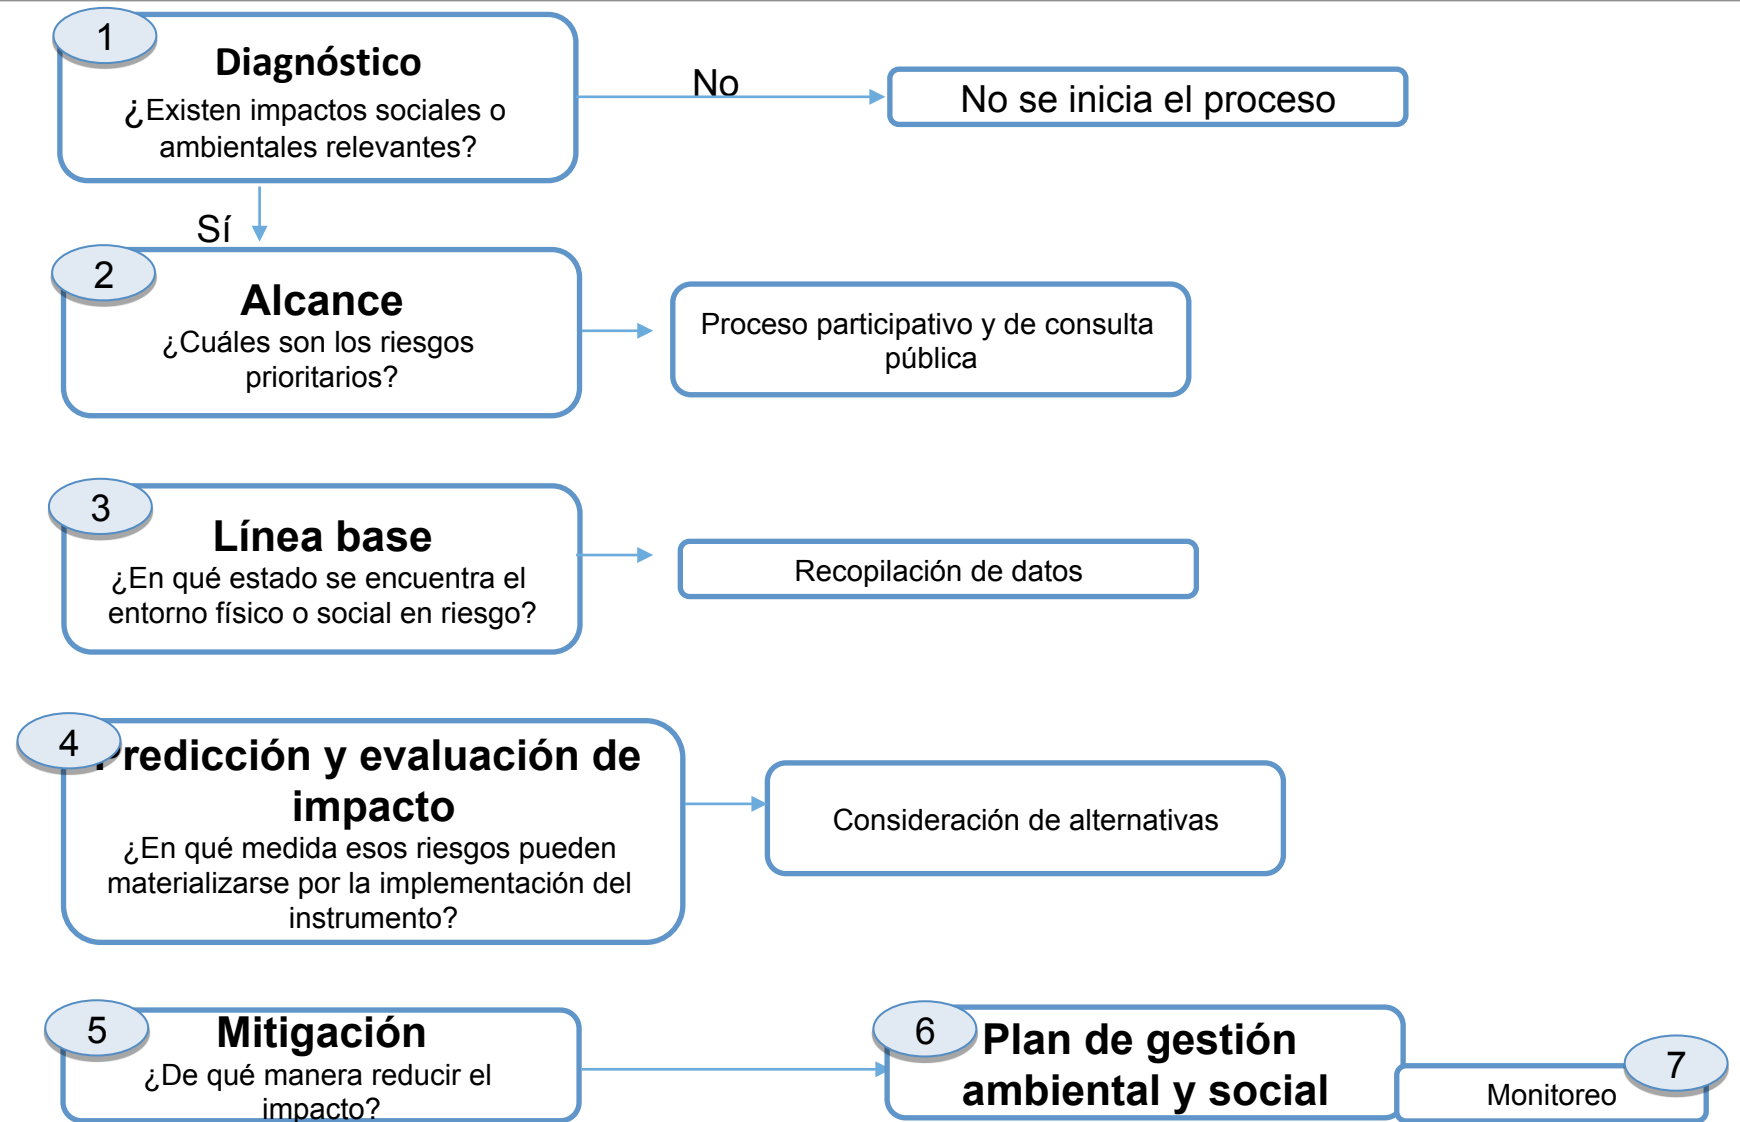 1
Diagnóstico
¿Existen impactos sociales o
ambientales relevantes?
No
No se inicia el proceso
Sí
2
Alcance
¿Cuáles son los riesgos
prioritarios?
Proceso participativo y de consulta
pública
3
Línea base
¿En qué estado se encuentra el
entorno físico o social en riesgo?
Recopilación de datos
4
Predicción y evaluación de
impacto
¿En qué medida esos riesgos pueden
materializarse por la implementación del
instrumento?
Consideración de alternativas
5
Mitigación
¿De qué manera reducir el
impacto?
6
Plan de gestión
ambiental y social
7
Monitoreo